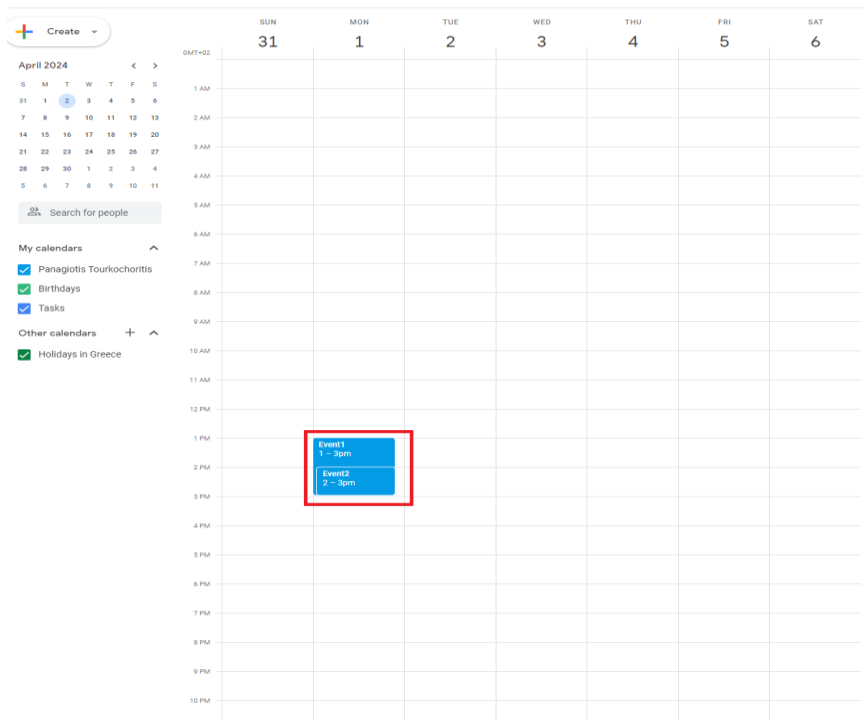 Create
April 2024
S M T W T F S
31 1 2 3 4 5 6
7 8 9 10 11 12 13
14 15 16 17 18 19 20
21 22 23 24 25 26 27
28 29 30 1 2 3 4
5 6 7 8 9 10 11
Search for people
My calendars
Panagiotis Tourkochoritis
Birthdays
Tasks
Other calendars
Holidays in Greece
SUN MON TUE WED THU FRI SAT
31 1 2 3 4 5 6
GMT+02
1 AM
2 AM
3 AM
4 AM
5 AM
6 AM
7 AM
8 AM
9 AM
10 AM
11 AM
12 PM
1 PM
Event1
1 – 3pm
2 PM
Event2
2 – 3pm
3 PM
4 PM
5 PM
6 PM
7 PM
8 PM
9 PM
10 PM